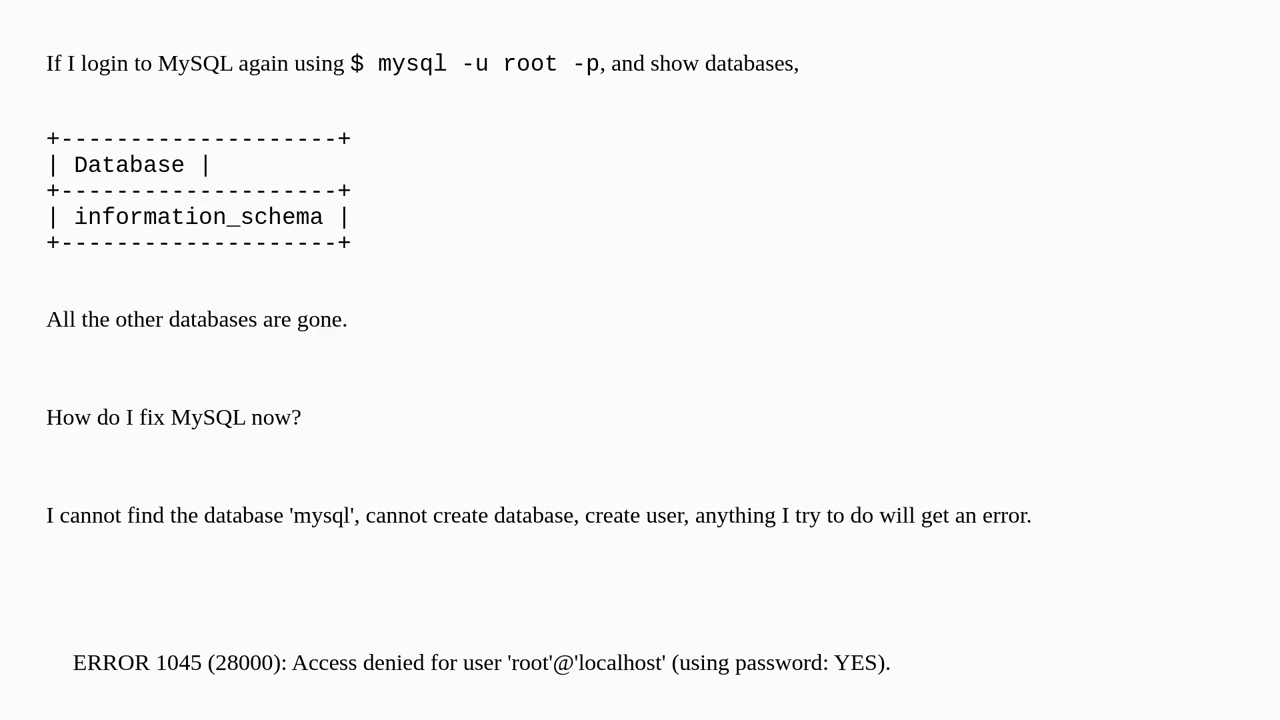 If I login to MySQL again using $ mysql -u root -p, and show databases,
+--------------------+
| Database |
+--------------------+
| information_schema |
+--------------------+
All the other databases are gone.
How do I fix MySQL now?
I cannot find the database 'mysql', cannot create database, create user, anything I try to do will get an error.
ERROR 1045 (28000): Access denied for user 'root'@'localhost' (using password: YES).